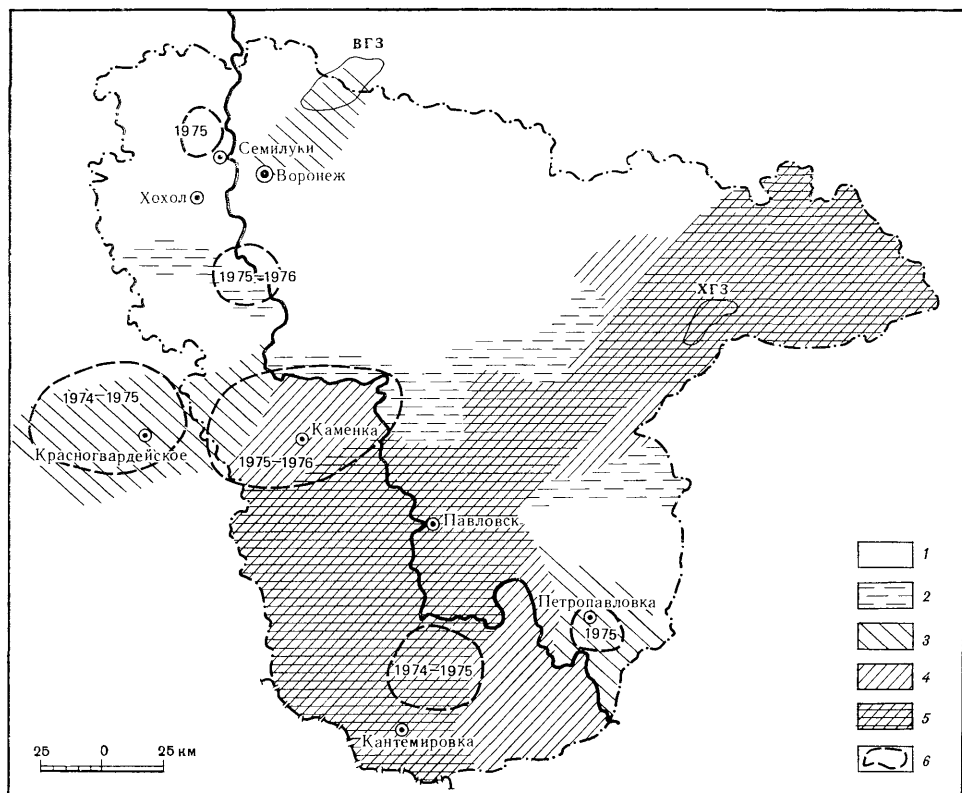 ВГЗ
1975
Семилуки
Воронеж
Хохол
1975–1976
ХГЗ
1974–1975
Каменка
Красногвардейское
1975–1976
Павловск
Петропавловка
1975
1974–1975
Кантемировка
1
2
3
4
5
6
25 0 25 км